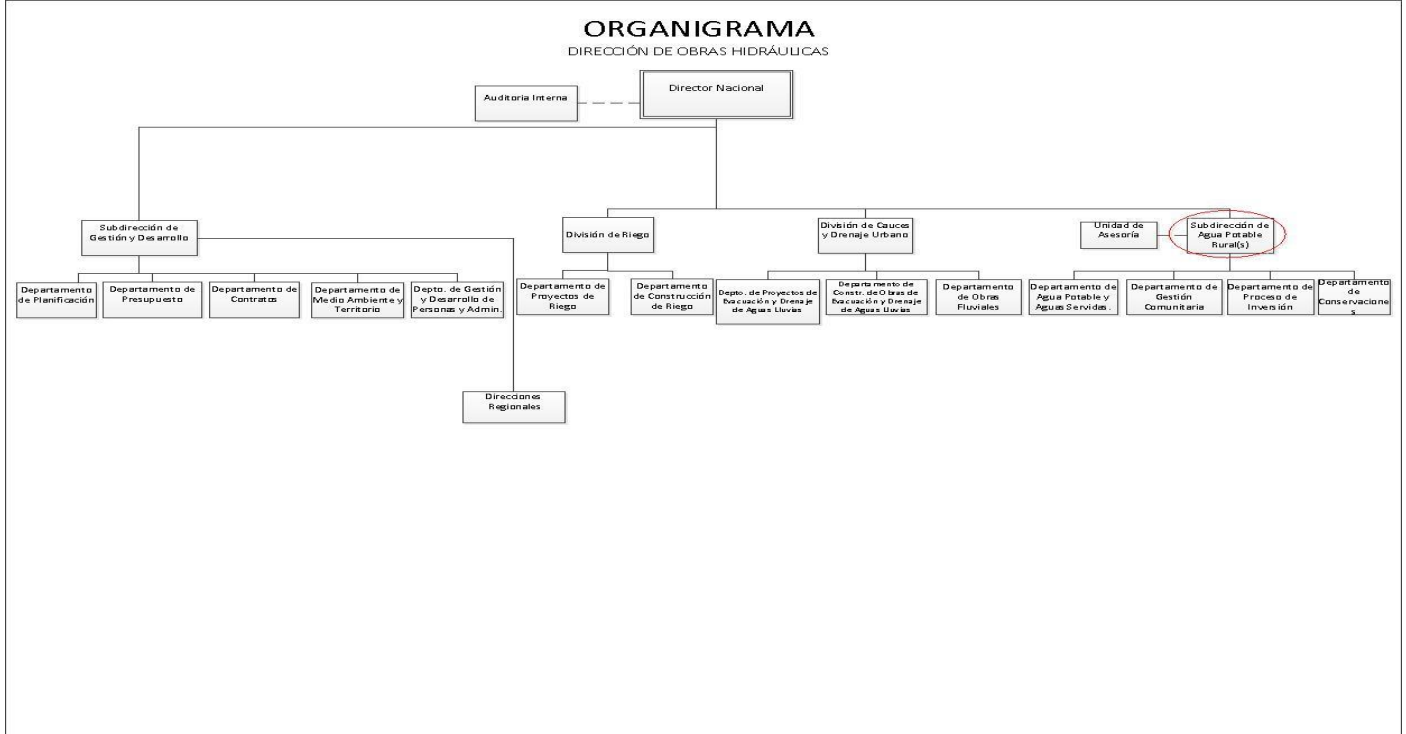 ORGANIGRAMA
DIRECCIÓN DE OBRAS HIDRÁULICAS
Director Nacional
Auditoria Interna
Subdirección de
Gestión y Desarrollo
División de Riego
División de Cauces
y Drenaje Urbano
Unidad de
Asesoría
Subdirección de
Agua Potable
Rural(s)
Departamento
de Planificación
Departamento de
Presupuesto
Departamento de
Contratos
Departamento de
Medio Ambiente y
Territorio
Depto. de Gestión
y Desarrollo de
Personas y Admin.
Departamento de
Proyectos de
Riego
Departamento
de Construcción
de Riego
Depto. de Proyectos de
Evacuación y Drenaje
de Aguas Lluvias
Departamento de
Constr. de Obras de
Evacuación y Drenaje
de Aguas Lluvias
Departamento
de Obras
Fluviales
Departamento de
Agua Potable y
Aguas Servidas.
Departamento de
Gestión
Comunitaria
Departamento de
Proceso de
Inversión
Departamento
de
Conservacione
s
Direcciones
Regionales